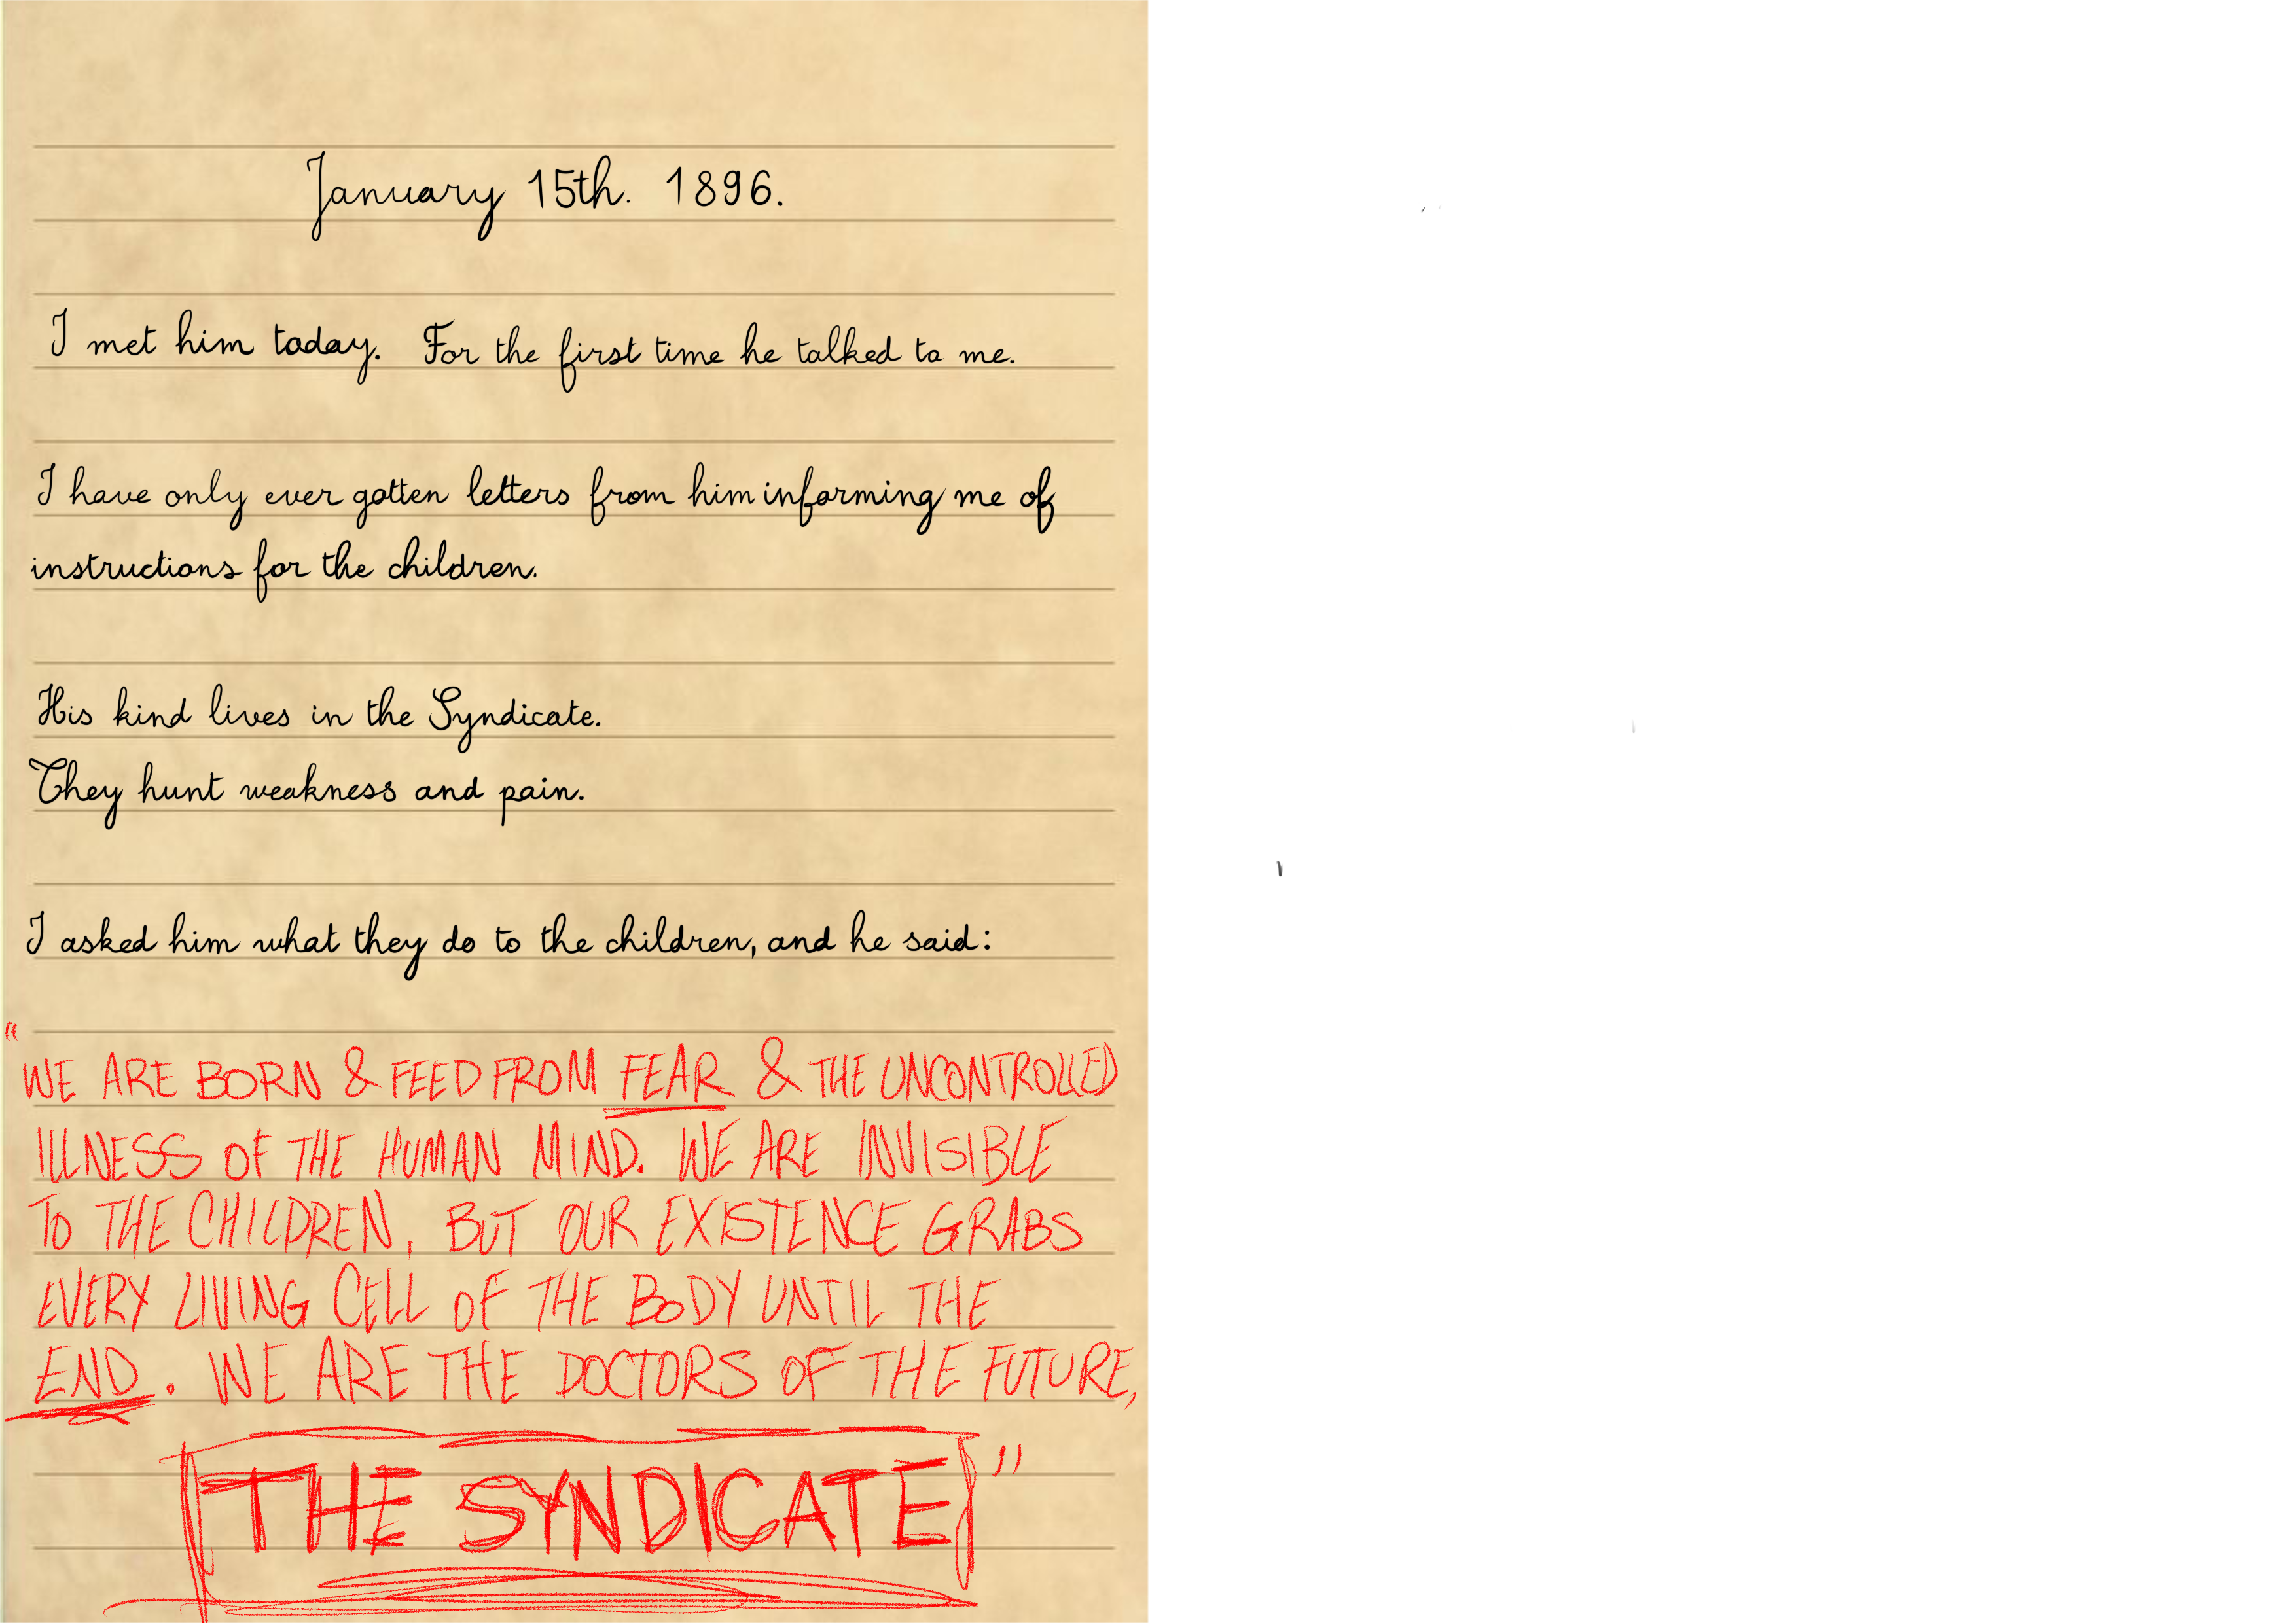 January 15th. 1896.
I met him today. For the first time he talked to me.
I have only ever gotten letters from him informing me of
instructions for the children.
His kind lives in the Syndicate.
They hunt weakness and pain.
I asked him what they do to the children, and he said:
"WE ARE BORN & FEED FROM FEAR & THE UNCONTROLLED
ILLNESS OF THE HUMAN MIND. WE ARE INVISIBLE
TO THE CHILDREN, BUT OUR EXISTENCE GRABS
EVERY LIVING CELL OF THE BODY UNTIL THE
END. WE ARE THE DOCTORS OF THE FUTURE,
THE SYNDICATE"